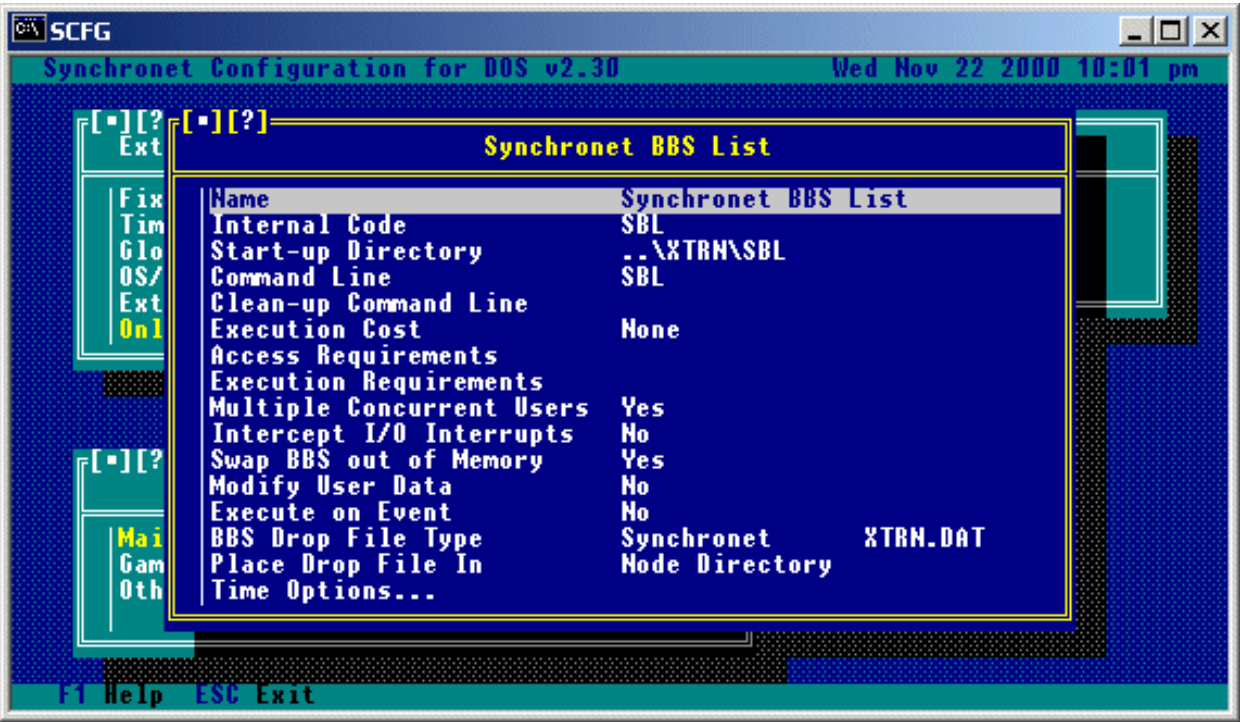 SCFG
Synchronet Configuration for DOS v2.30 Wed Nov 22 2000 10:01 pm
[▪][?
Ext
[▪][?]
Synchronet BBS List
Fix
Tim
Glo
OS/
Ext
Onl
Name Synchronet BBS List
Internal Code SBL
Start-up Directory ..\XTRN\SBL
Command Line SBL
Clean-up Command Line
Execution Cost None
Access Requirements
Execution Requirements
Multiple Concurrent Users Yes
Intercept I/O Interrupts No
Swap BBS out of Memory Yes
Modify User Data No
Execute on Event No
BBS Drop File Type Synchronet XTRN.DAT
Place Drop File In Node Directory
Time Options...
[▪][?
Mai
Gam
Oth
F1 Help ESC Exit